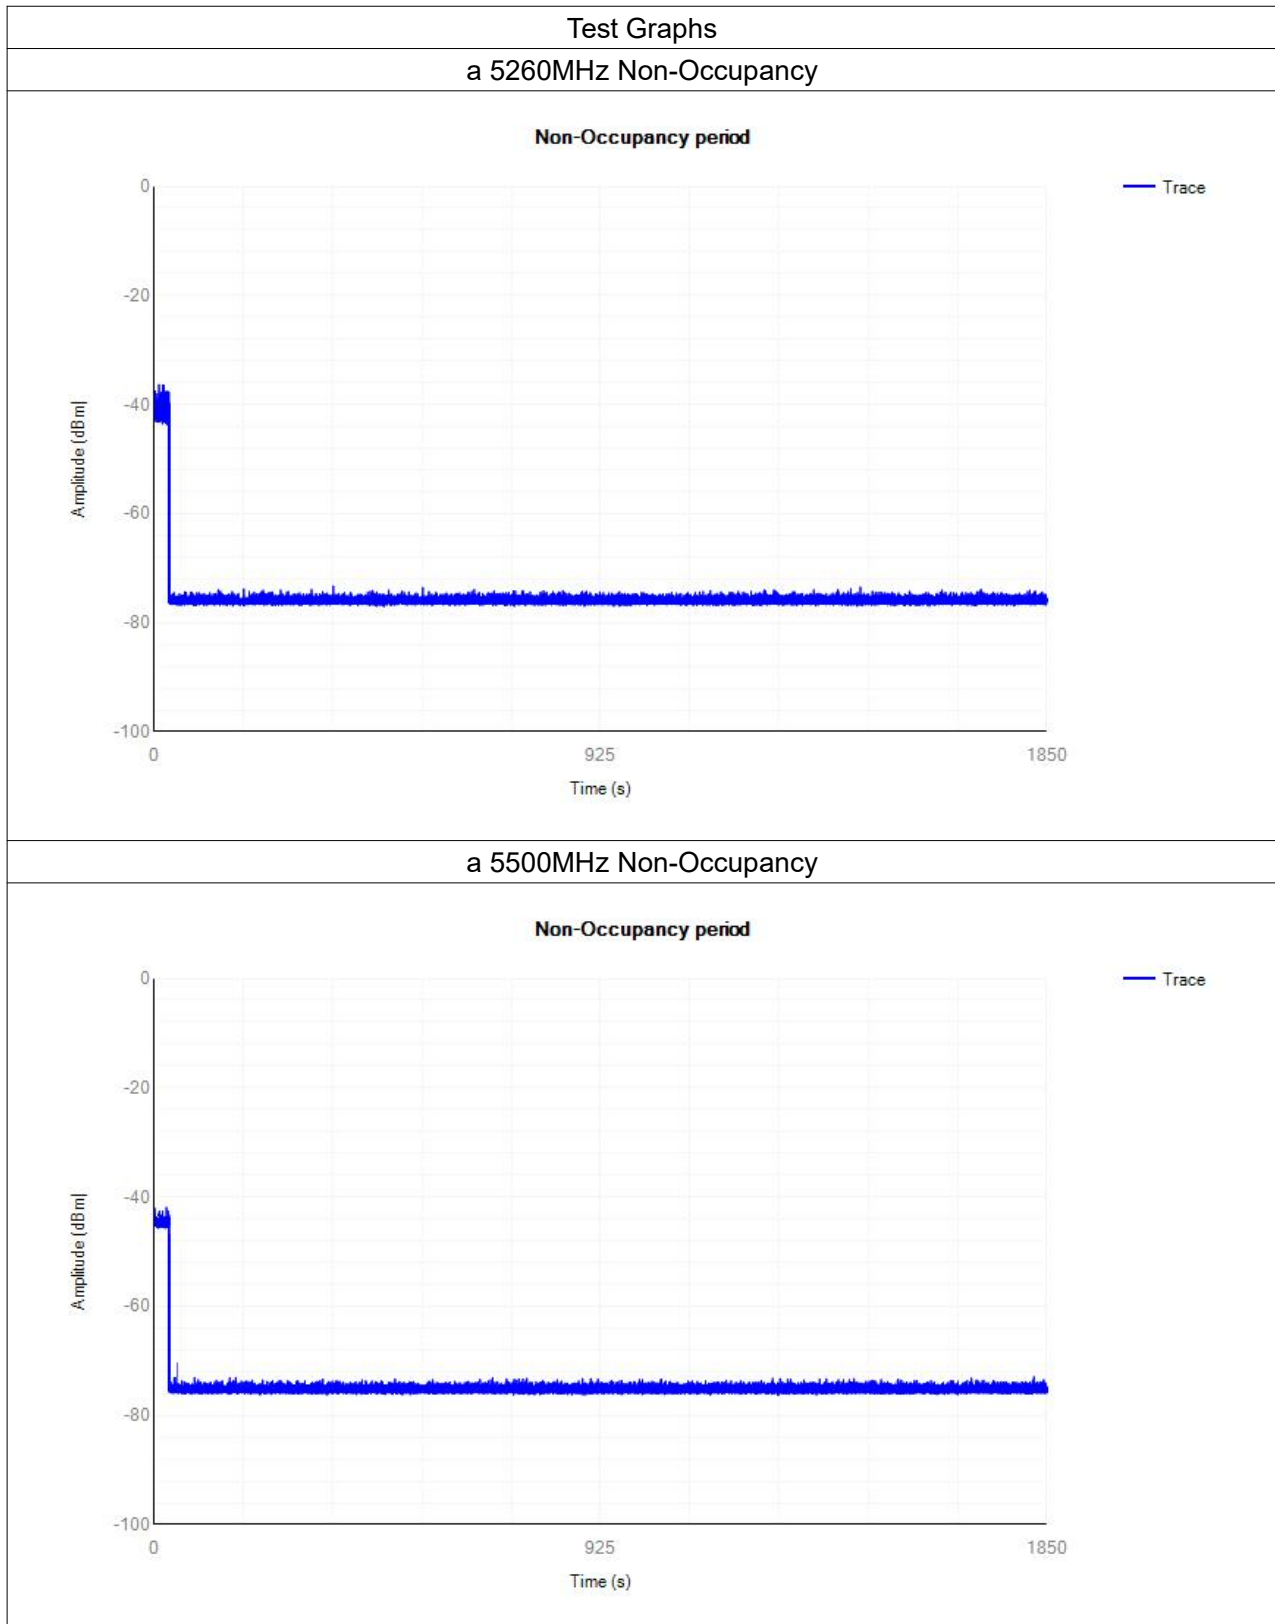 Test Graphs
a 5260MHz Non-Occupancy
Non-Occupancy period
Trace
0
-20
-40
-60
-80
-100
Amplitude (dBm|
0 925 1850
Time (s)
a 5500MHz Non-Occupancy
Non-Occupancy period
Trace
0
-20
-40
-60
-80
-100
Amplitude (dBm|
0 925 1850
Time (s)